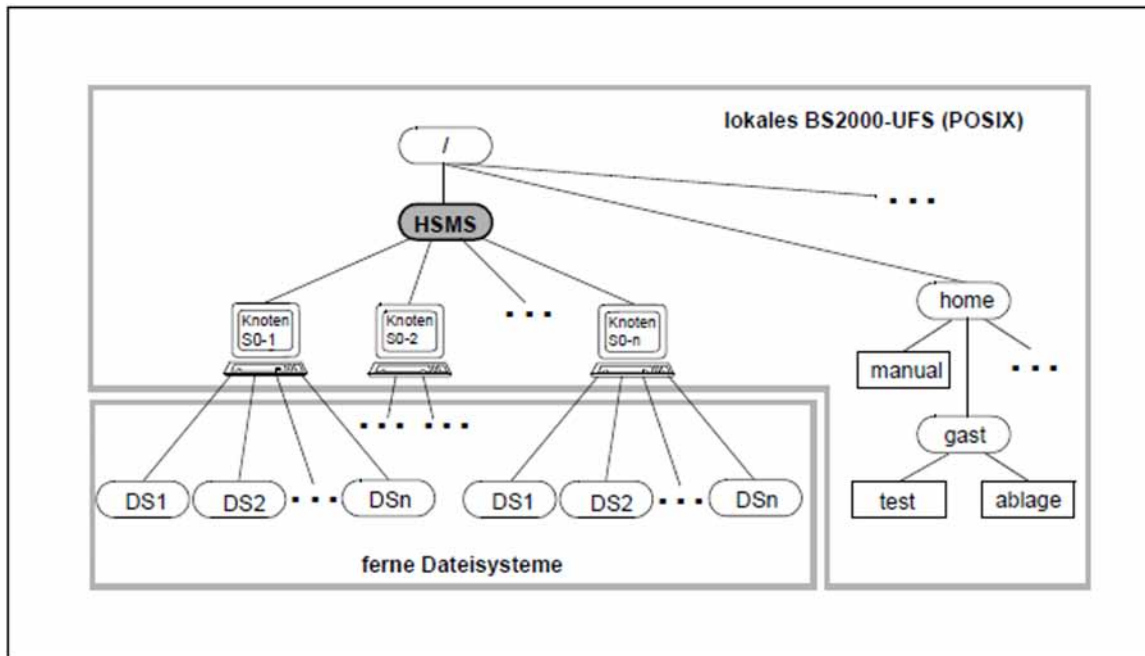 lokales BS2000-UFS (POSIX)
/
...
HSMS
...
home
Knoten
S0-1
Knoten
S0-2
Knoten
S0-n
manual
...
... ...
gast
DS1
DS2
...
DSn
DS1
DS2
...
DSn
test
ablage
ferne Dateisysteme